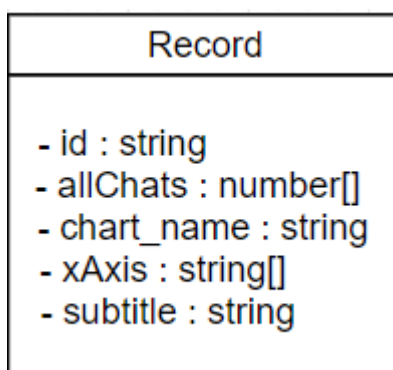 Record
- id : string
- allChats : number[]
- chart_name : string
- xAxis : string[]
- subtitle : string